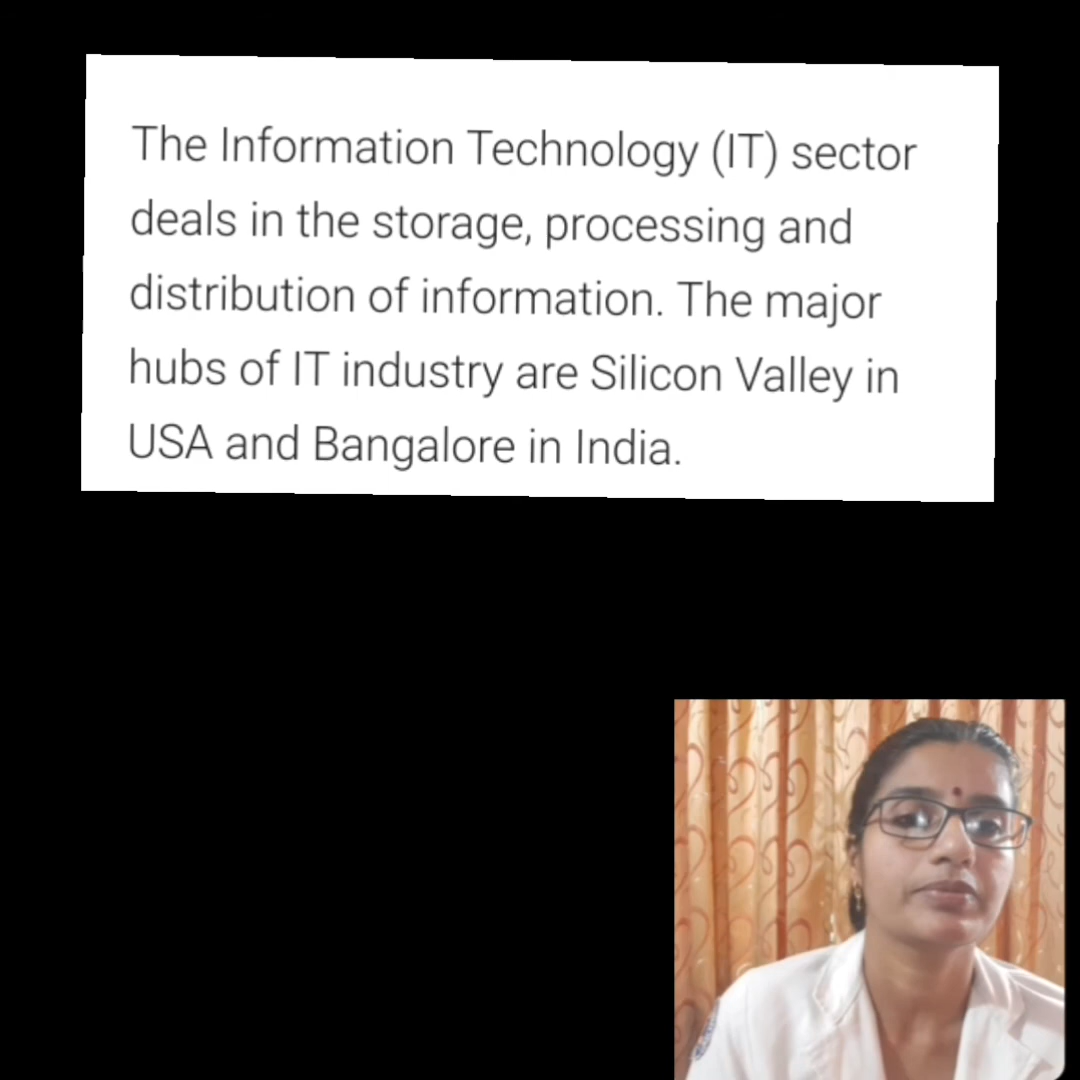 The Information Technology (IT) sector
deals in the storage, processing and
distribution of information. The major
hubs of IT industry are Silicon Valley in
USA and Bangalore in India.